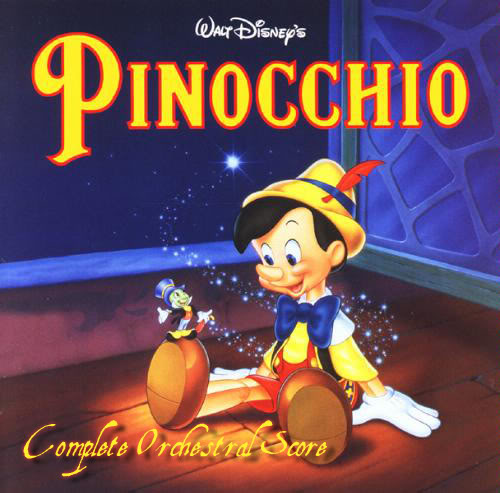 Walt Disney's
PINOCCHIO
Complete Orchestral Score